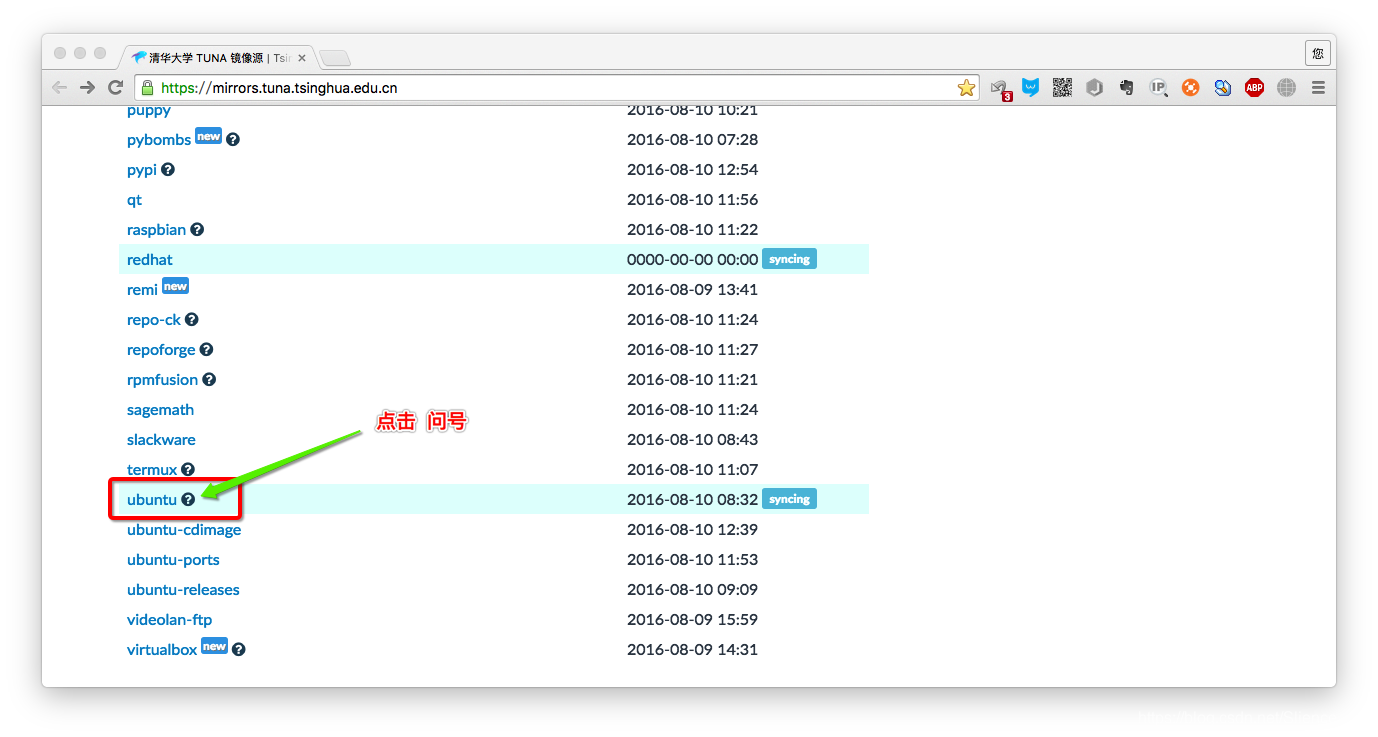 清华大学 TUNA 镜像源 | Tsi
您
https://mirrors.tuna.tsinghua.edu.cn
3
IP
ABP
puppy 2016-08-10 10:21
pybombs new 2016-08-10 07:28
pypi 2016-08-10 12:54
qt 2016-08-10 11:56
raspbian 2016-08-10 11:22
redhat 0000-00-00 00:00 syncing
remi new 2016-08-09 13:41
repo-ck 2016-08-10 11:24
repoforge 2016-08-10 11:27
rpmfusion 2016-08-10 11:21
sagemath 2016-08-10 11:24
点击 问号
slackware 2016-08-10 08:43
termux 2016-08-10 11:07
ubuntu 2016-08-10 08:32 syncing
ubuntu-cdimage 2016-08-10 12:39
ubuntu-ports 2016-08-10 11:53
ubuntu-releases 2016-08-10 09:09
videolan-ftp 2016-08-09 15:59
virtualbox new 2016-08-09 14:31